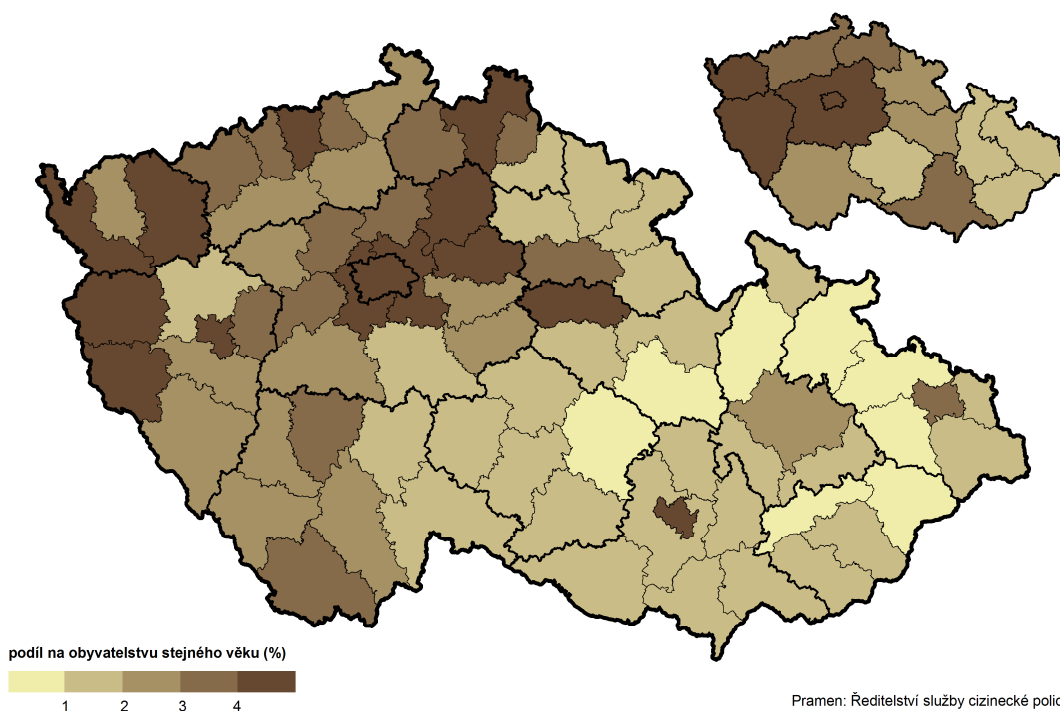 podíl na obyvatelstvu stejného věku (%)
1 2 3 4
Pramen: Ředitelství služby cizinecké polic